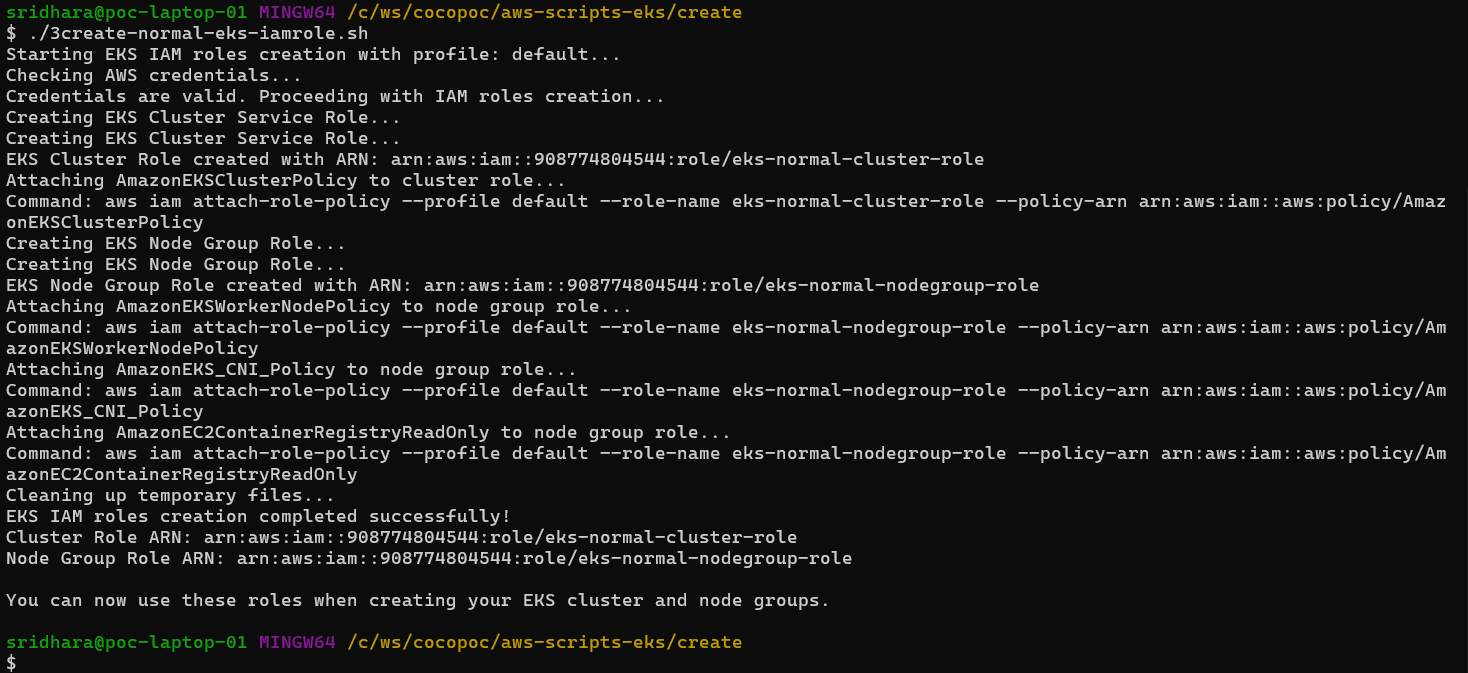 sridhara@poc-laptop-01 MINGW64 /c/ws/cocopoc/aws-scripts-eks/create
$ ./3create-normal-eks-iamrole.sh
Starting EKS IAM roles creation with profile: default...
Checking AWS credentials...
Credentials are valid. Proceeding with IAM roles creation...
Creating EKS Cluster Service Role...
Creating EKS Cluster Service Role...
EKS Cluster Role created with ARN: arn:aws:iam::908774804544:role/eks-normal-cluster-role
Attaching AmazonEKSClusterPolicy to cluster role...
Command: aws iam attach-role-policy --profile default --role-name eks-normal-cluster-role --policy-arn arn:aws:iam::aws:policy/Amaz
onEKSClusterPolicy
Creating EKS Node Group Role...
Creating EKS Node Group Role...
EKS Node Group Role created with ARN: arn:aws:iam::908774804544:role/eks-normal-nodegroup-role
Attaching AmazonEKSWorkerNodePolicy to node group role...
Command: aws iam attach-role-policy --profile default --role-name eks-normal-nodegroup-role --policy-arn arn:aws:iam::aws:policy/Am
azonEKSWorkerNodePolicy
Attaching AmazonEKS_CNI_Policy to node group role...
Command: aws iam attach-role-policy --profile default --role-name eks-normal-nodegroup-role --policy-arn arn:aws:iam::aws:policy/Am
azonEKS_CNI_Policy
Attaching AmazonEC2ContainerRegistryReadOnly to node group role...
Command: aws iam attach-role-policy --profile default --role-name eks-normal-nodegroup-role --policy-arn arn:aws:iam::aws:policy/Am
azonEC2ContainerRegistryReadOnly
Cleaning up temporary files...
EKS IAM roles creation completed successfully!
Cluster Role ARN: arn:aws:iam::908774804544:role/eks-normal-cluster-role
Node Group Role ARN: arn:aws:iam::908774804544:role/eks-normal-nodegroup-role

You can now use these roles when creating your EKS cluster and node groups.

sridhara@poc-laptop-01 MINGW64 /c/ws/cocopoc/aws-scripts-eks/create
$